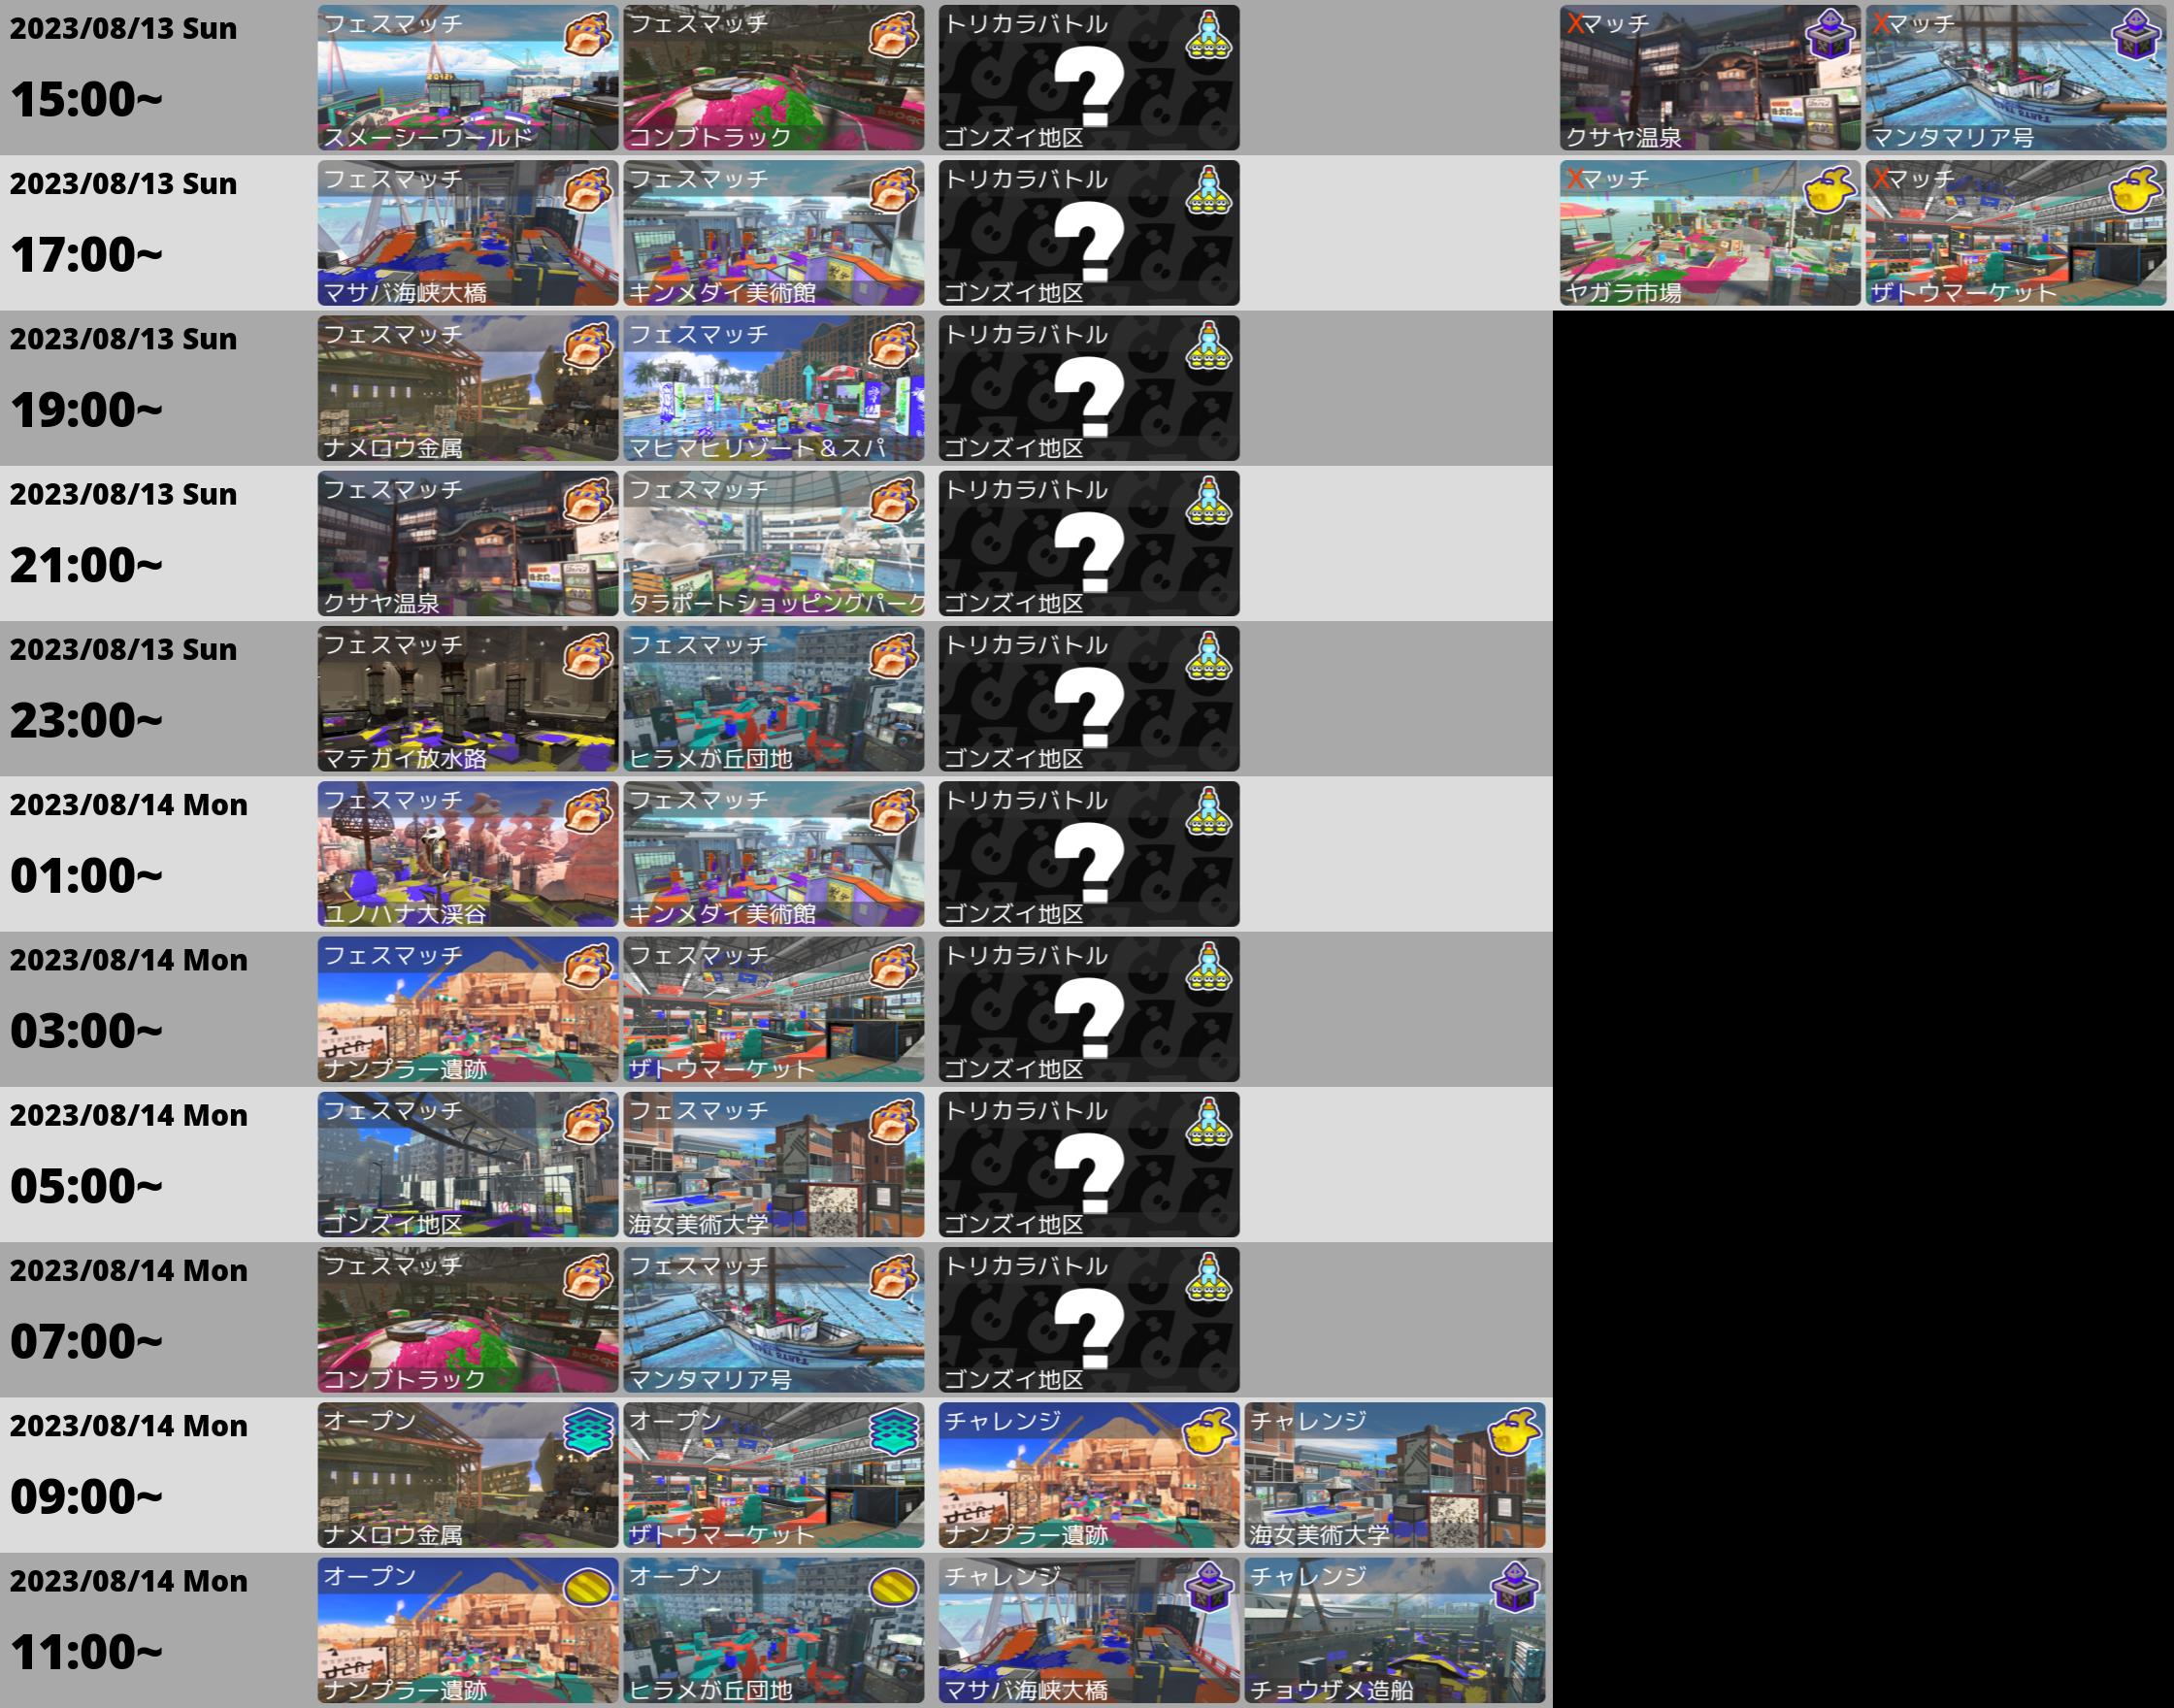 2023/08/13 Sun
15:00~
フェスマッチ
スメーシーワールド
フェスマッチ
コンブトラック
トリカラバトル
?
ゴンズイ地区
Xマッチ
クサヤ温泉
Xマッチ
マンタマリア号
2023/08/13 Sun
17:00~
フェスマッチ
マサバ海峡大橋
フェスマッチ
キンメダイ美術館
トリカラバトル
?
ゴンズイ地区
Xマッチ
ヤガラ市場
Xマッチ
ザトウマーケット
2023/08/13 Sun
19:00~
フェスマッチ
ナメロウ金属
フェスマッチ
マヒマヒリゾート＆スパ
トリカラバトル
?
ゴンズイ地区
2023/08/13 Sun
21:00~
フェスマッチ
クサヤ温泉
フェスマッチ
タラポートショッピングパーク
トリカラバトル
?
ゴンズイ地区
2023/08/13 Sun
23:00~
フェスマッチ
マテガイ放水路
フェスマッチ
ヒラメが丘団地
トリカラバトル
?
ゴンズイ地区
2023/08/14 Mon
01:00~
フェスマッチ
ユノハナ大渓谷
フェスマッチ
キンメダイ美術館
トリカラバトル
?
ゴンズイ地区
2023/08/14 Mon
03:00~
フェスマッチ
ナンプラー遺跡
フェスマッチ
ザトウマーケット
トリカラバトル
?
ゴンズイ地区
2023/08/14 Mon
05:00~
フェスマッチ
ゴンズイ地区
フェスマッチ
海女美術大学
トリカラバトル
?
ゴンズイ地区
2023/08/14 Mon
07:00~
フェスマッチ
コンブトラック
フェスマッチ
マンタマリア号
トリカラバトル
?
ゴンズイ地区
2023/08/14 Mon
09:00~
オープン
ナメロウ金属
オープン
ザトウマーケット
チャレンジ
ナンプラー遺跡
チャレンジ
海女美術大学
2023/08/14 Mon
11:00~
オープン
ナンプラー遺跡
オープン
ヒラメが丘団地
チャレンジ
マサバ海峡大橋
チャレンジ
チョウザメ造船